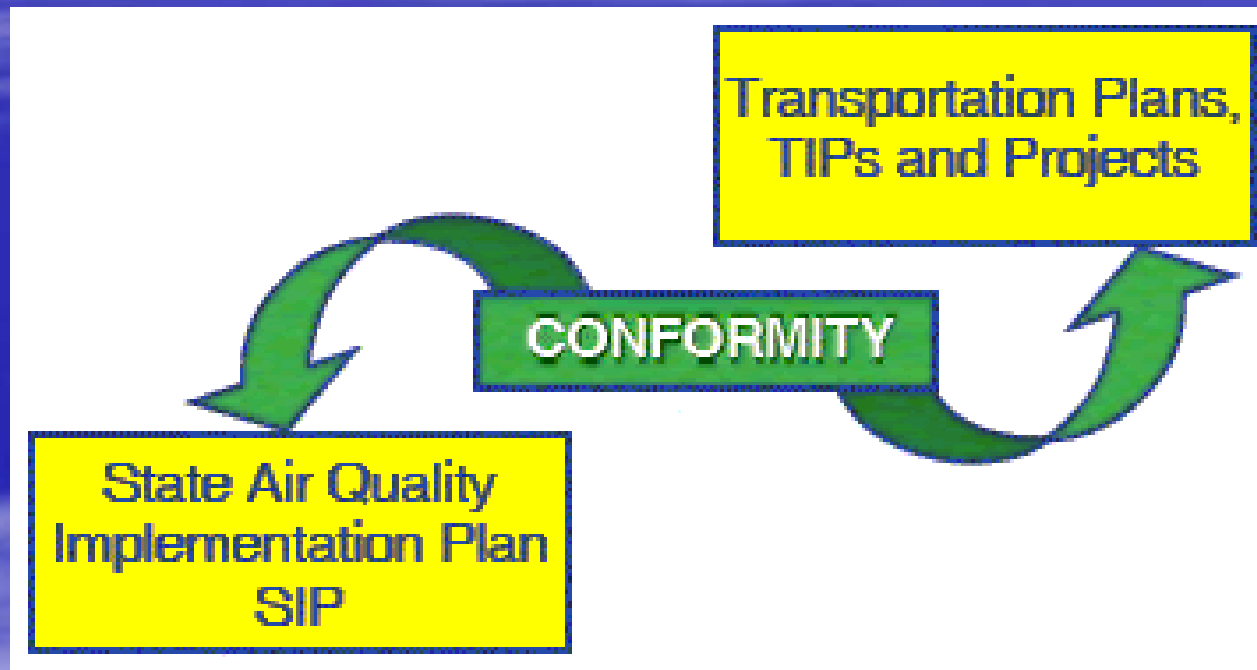 Transportation Plans,
TIPs and Projects
CONFORMITY
State Air Quality
Implementation Plan
SIP